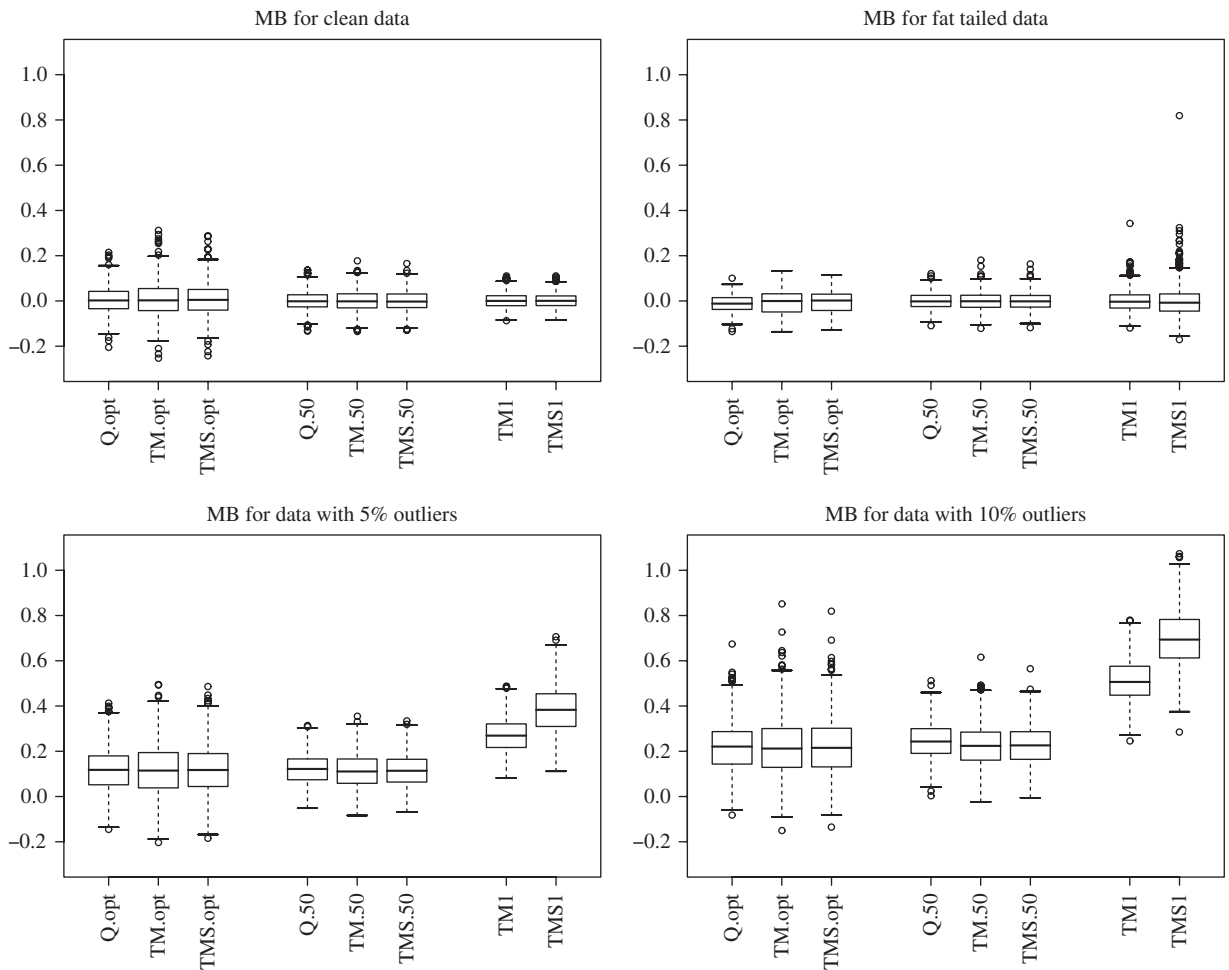 MB for clean data
1.0
0.8
0.6
0.4
0.2
0.0
−0.2
Q.opt
TM.opt
TMS.opt
Q.50
TM.50
TMS.50
TM1
TMS1
MB for fat tailed data
1.0
0.8
0.6
0.4
0.2
0.0
−0.2
Q.opt
TM.opt
TMS.opt
Q.50
TM.50
TMS.50
TM1
TMS1
MB for data with 5% outliers
1.0
0.8
0.6
0.4
0.2
0.0
−0.2
Q.opt
TM.opt
TMS.opt
Q.50
TM.50
TMS.50
TM1
TMS1
MB for data with 10% outliers
1.0
0.8
0.6
0.4
0.2
0.0
−0.2
Q.opt
TM.opt
TMS.opt
Q.50
TM.50
TMS.50
TM1
TMS1